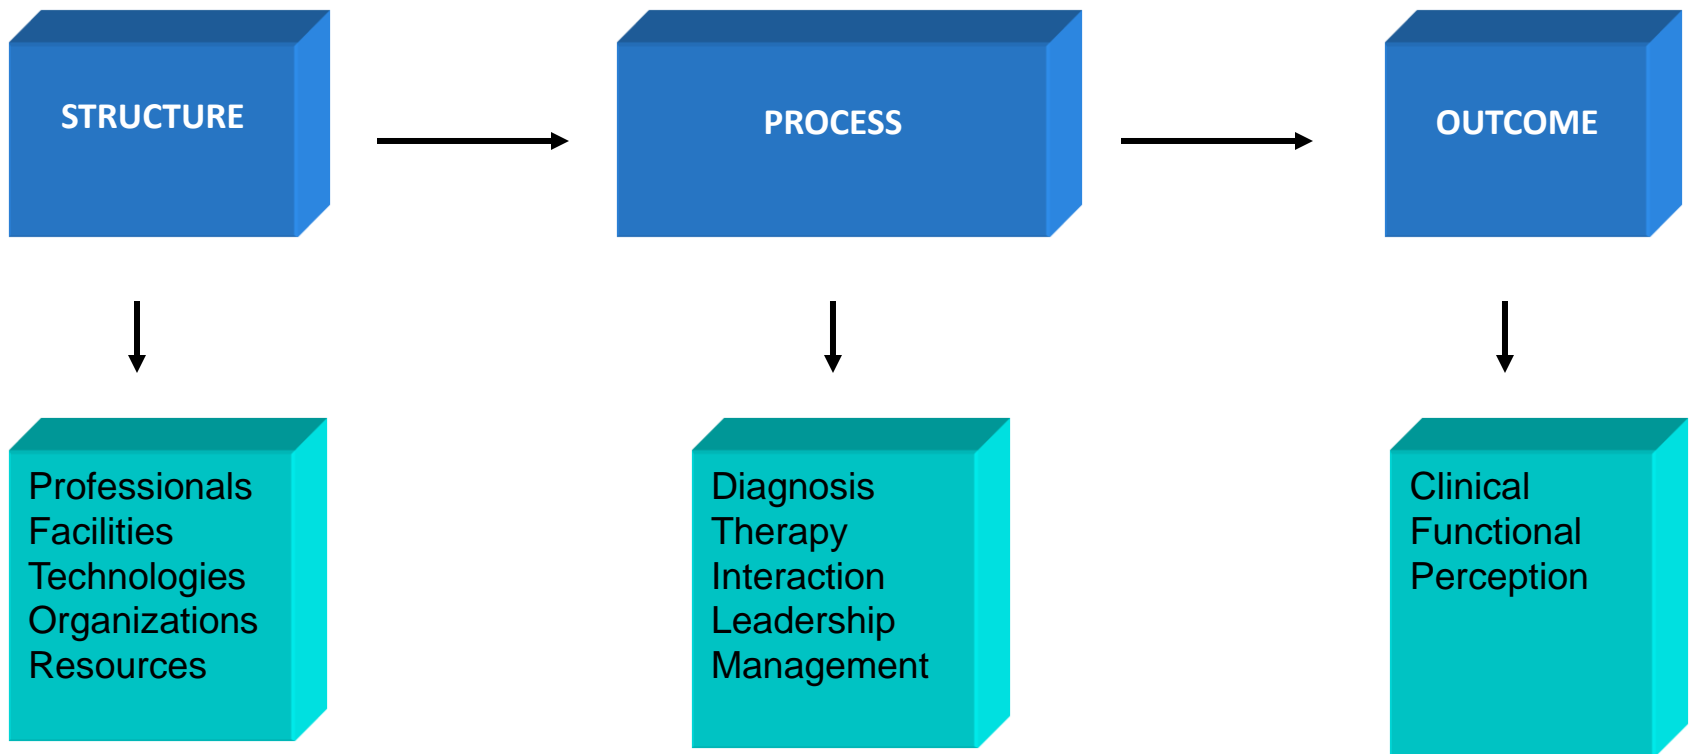 STRUCTURE
PROCESS
OUTCOME
Professionals
Facilities
Technologies
Organizations
Resources
Diagnosis
Therapy
Interaction
Leadership
Management
Clinical
Functional
Perception